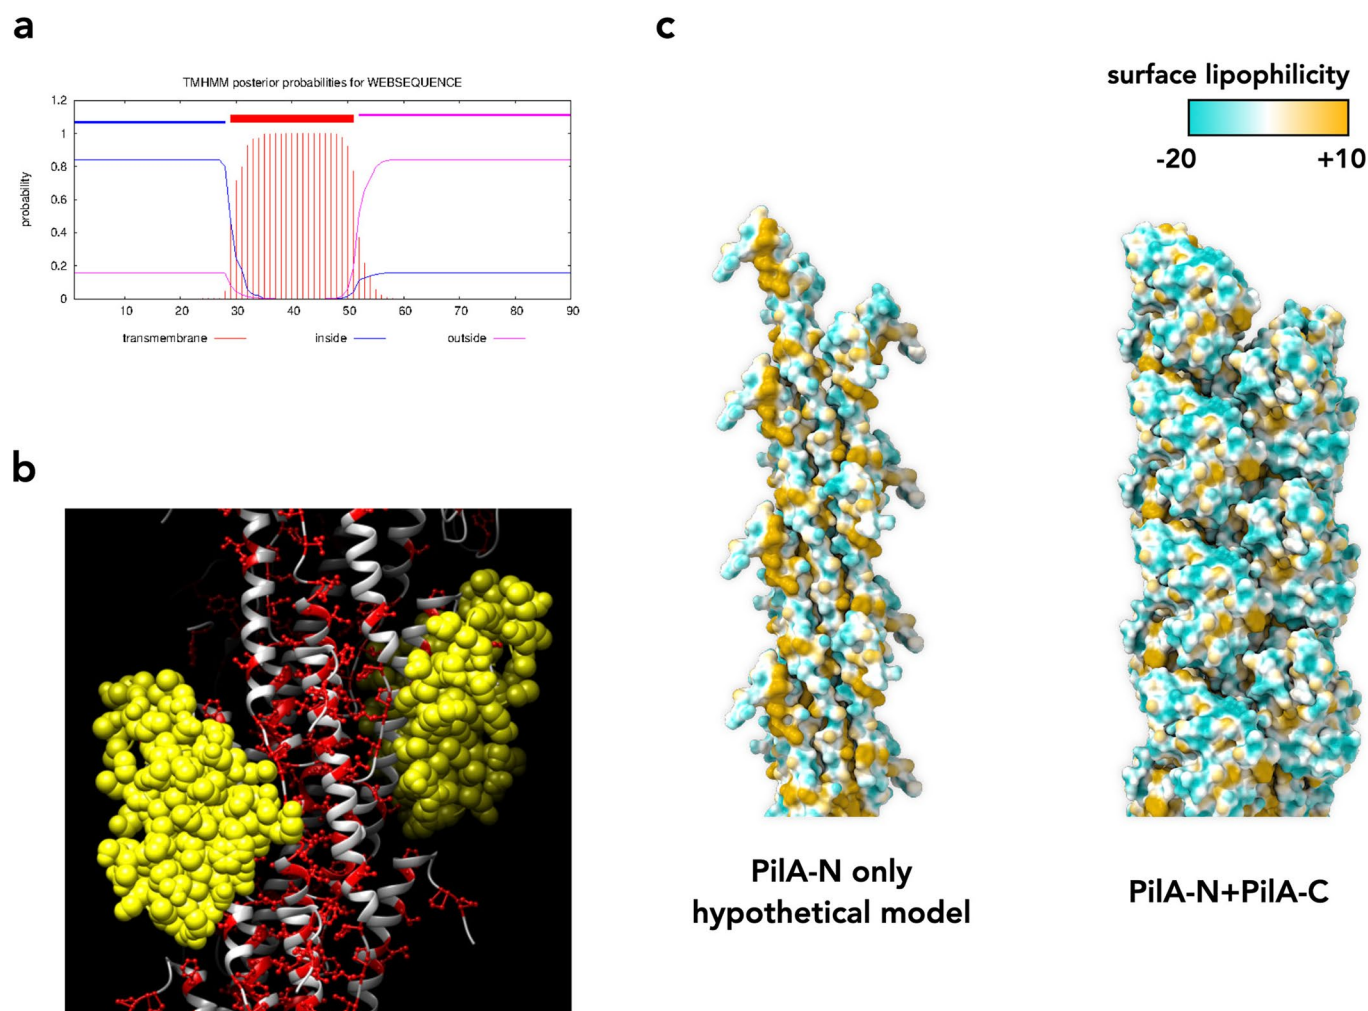 a
TMHMM posterior probabilities for WEBSEQUENCE
1.2
1
0.8
0.6
0.4
0.2
0
probability
10 20 30 40 50 60 70 80 90
transmembrane inside outside
b
c
surface lipophilicity
-20 +10
PilA-N only
hypothetical model
PilA-N+PilA-C